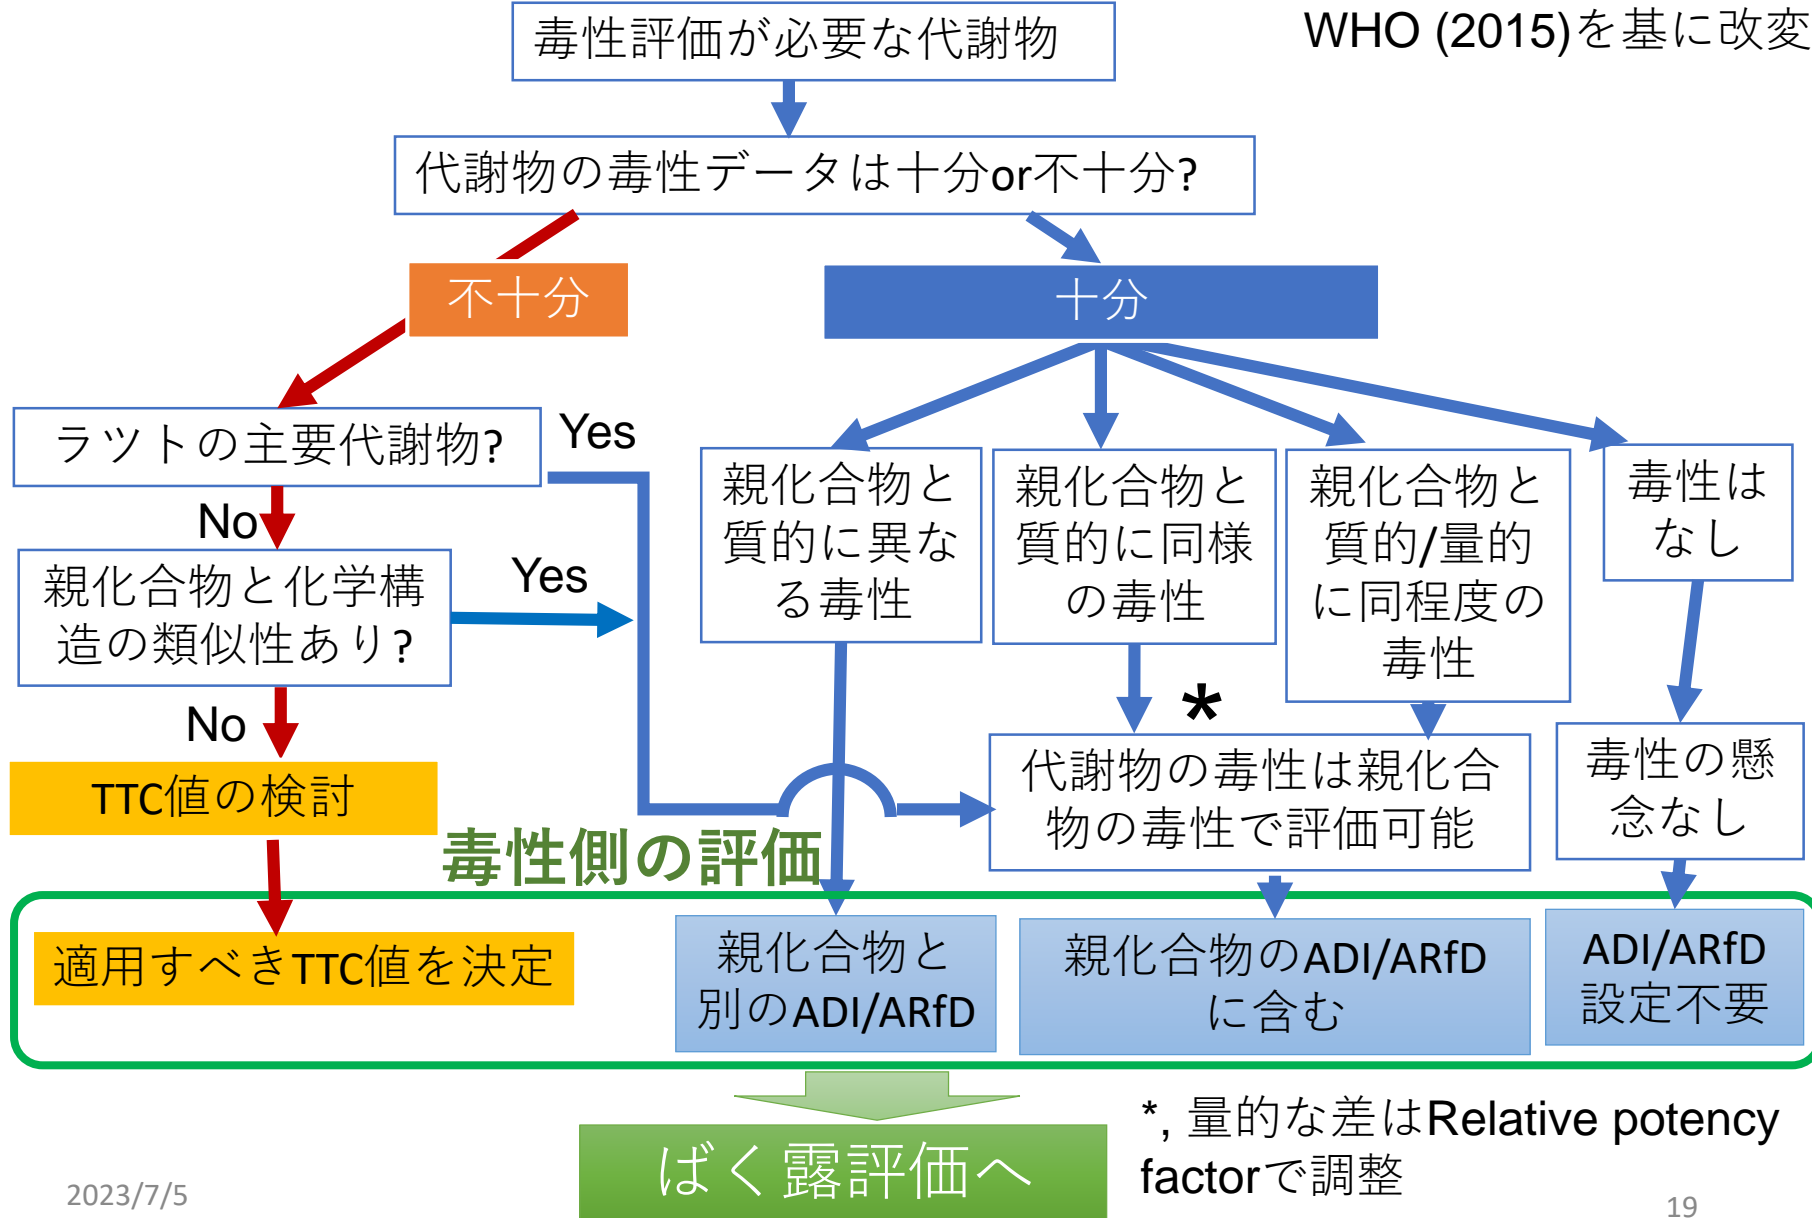 WHO (2015)を基に改変
毒性評価が必要な代謝物
代謝物の毒性データは十分or不十分?
不十分
十分
ラツトの主要代謝物?
Yes
No
親化合物と化学構
造の類似性あり?
Yes
No
TTC値の検討
親化合物と
質的に異な
る毒性
親化合物と
質的に同様
の毒性
親化合物と
質的/量的
に同程度の
毒性
毒性は
なし
*
代謝物の毒性は親化合
物の毒性で評価可能
毒性の懸
念なし
毒性側の評価
適用すべきTTC値を決定
親化合物と
別のADI/ARfD
親化合物のADI/ARfD
に含む
ADI/ARfD
設定不要
ばく露評価へ
*, 量的な差はRelative potency
factorで調整
2023/7/5
19